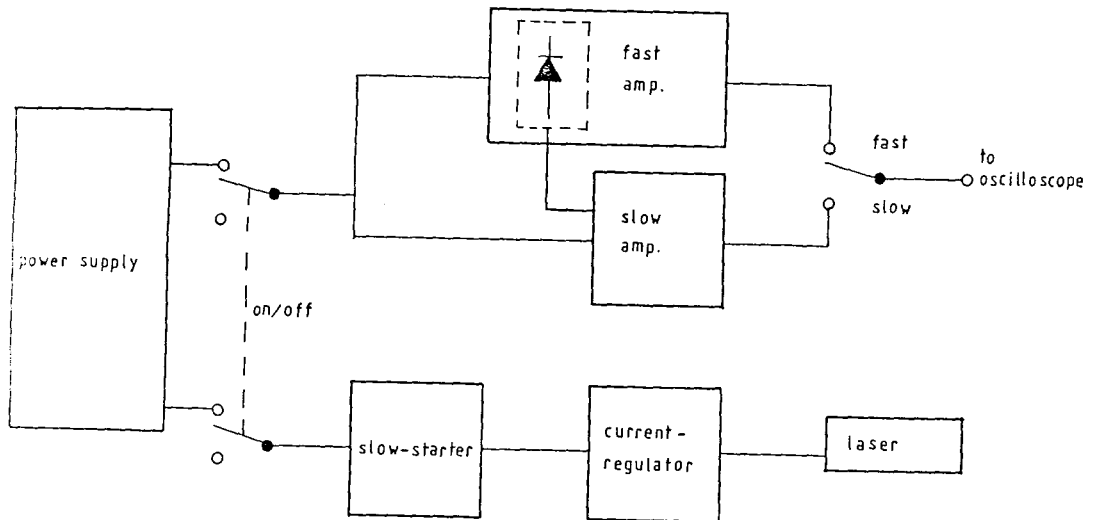 fast
amp.
fast
to
oscilloscope
slow
slow
amp.
power supply
on/off
slow-starter
current-
regulator
laser